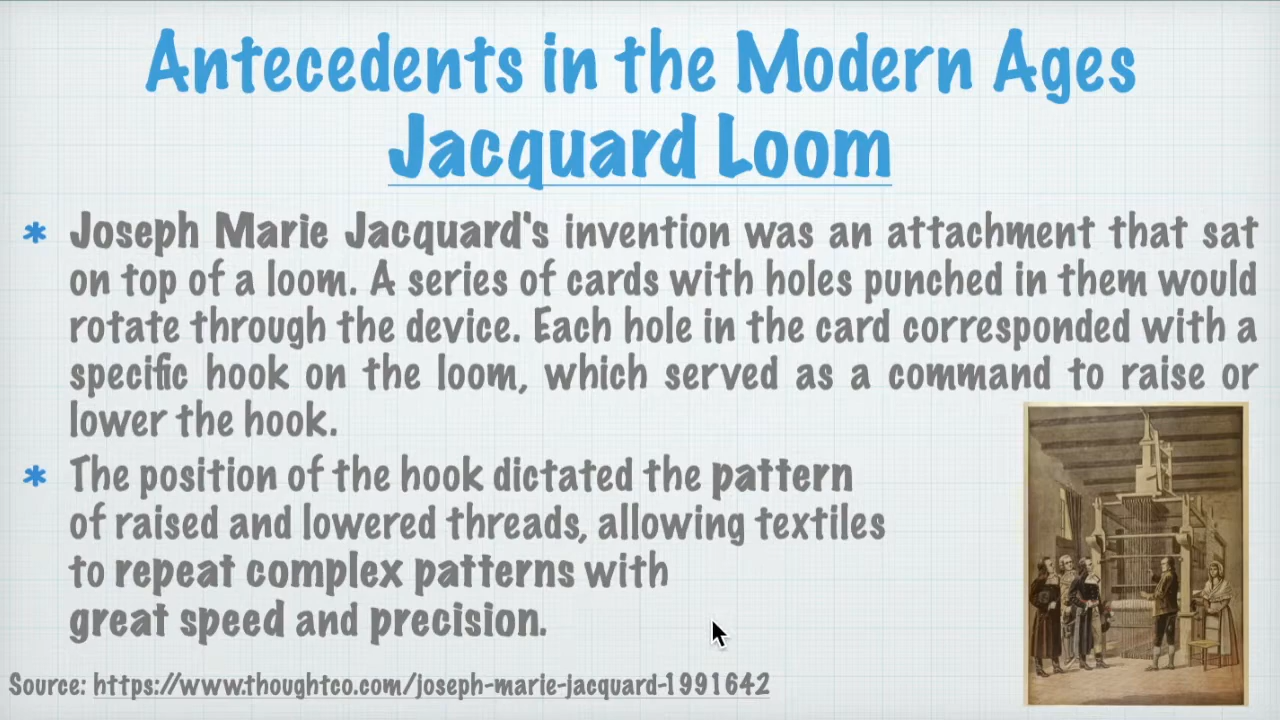 Antecedents in the Modern Ages
Jacquard Loom
* Joseph Marie Jacquard's invention was an attachment that sat
on top of a loom. A series of cards with holes punched in them would
rotate through the device. Each hole in the card corresponded with a
specific hook on the loom, which served as a command to raise or
lower the hook.
* The position of the hook dictated the pattern
of raised and lowered threads, allowing textiles
to repeat complex patterns with
great speed and precision.
Source: https://www.thoughtco.com/joseph-marie-jacquard-1991642